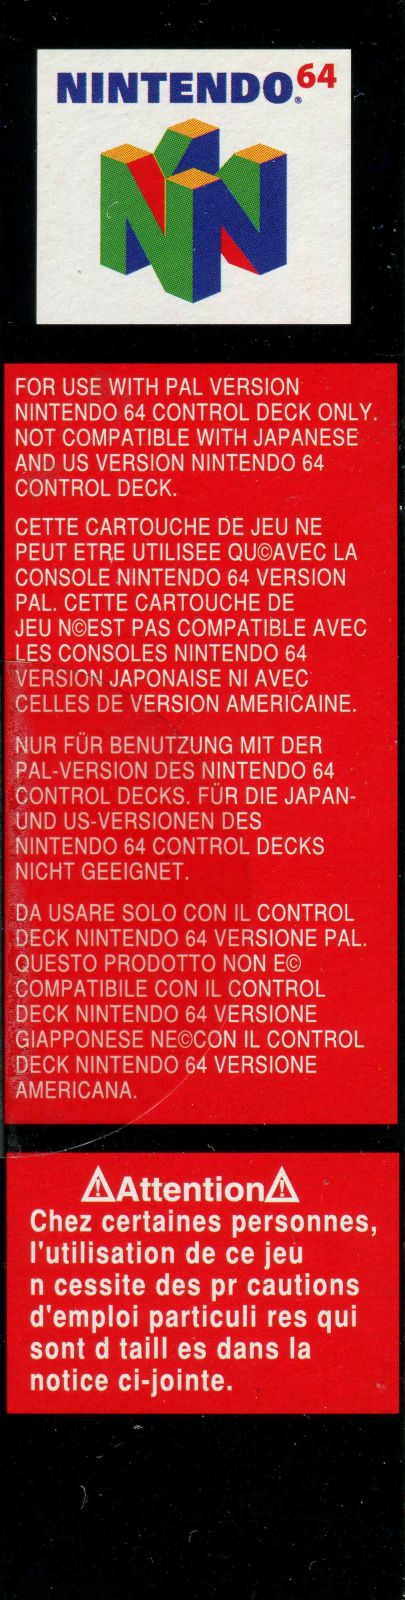 NINTENDO®64
FOR USE WITH PAL VERSION
NINTENDO 64 CONTROL DECK ONLY.
NOT COMPATIBLE WITH JAPANESE
AND US VERSION NINTENDO 64
CONTROL DECK.
CETTE CARTOUCHE DE JEU NE
PEUT ETRE UTILISEE QU©AVEC LA
CONSOLE NINTENDO 64 VERSION
PAL. CETTE CARTOUCHE DE
JEU N©EST PAS COMPATIBLE AVEC
LES CONSOLES NINTENDO 64
VERSION JAPONAISE NI AVEC
CELLES DE VERSION AMERICAINE.
NUR FÜR BENUTZUNG MIT DER
PAL-VERSION DES NINTENDO 64
CONTROL DECKS. FÜR DIE JAPAN-
UND US-VERSIONEN DES
NINTENDO 64 CONTROL DECKS
NICHT GEEIGNET.
DA USARE SOLO CON IL CONTROL
DECK NINTENDO 64 VERSIONE PAL.
QUESTO PRODOTTO NON E©
COMPATIBILE CON IL CONTROL
DECK NINTENDO 64 VERSIONE
GIAPPONESE NE©CON IL CONTROL
DECK NINTENDO 64 VERSIONE
AMERICANA.
⚠Attention⚠
Chez certaines personnes,
l'utilisation de ce jeu
n cessite des pr cautions
d'emploi particuli res qui
sont d taill es dans la
notice ci-jointe.